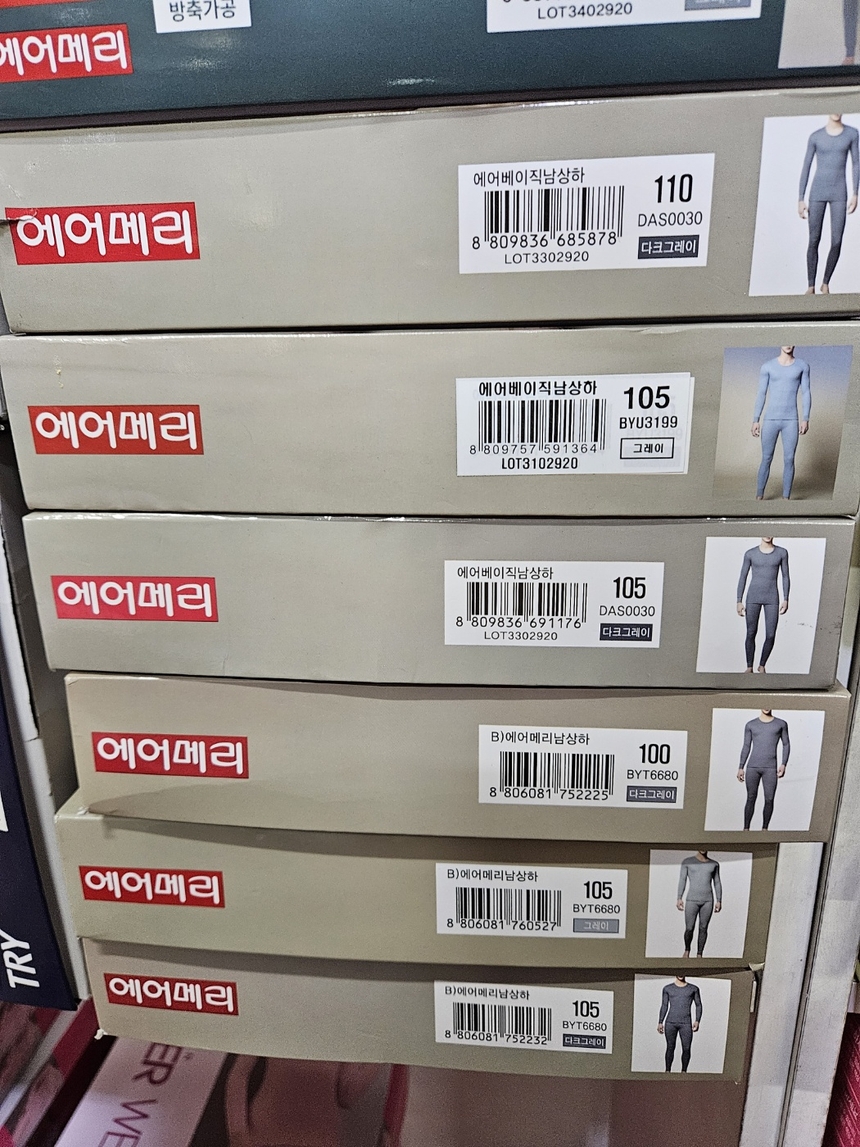 방축가공
LOT3402920
그레이
에어메리
에어베이직남상하
110
8 809836 685878
DAS0030
LOT3302920
다크그레이
에어메리
에어베이직남상하
105
8 809757 591364
BYU3199
LOT3102920
그레이
에어메리
에어베이직남상하
105
8 809836 691176
DAS0030
LOT3302920
다크그레이
에어메리
B)에어메리남상하
100
8 806081 752225
BYT6680
다크그레이
에어메리
B)에어메리남상하
105
8 806081 760527
BYT6680
그레이
에어메리
B)에어메리남상하
105
8 806081 752232
BYT6680
다크그레이
에어메리
TRY